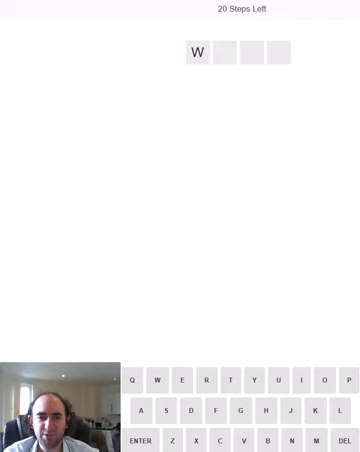 20 Steps Left
W
Q W E R T Y U I O P
A S D F G H J K L
ENTER Z X C V B N M DEL